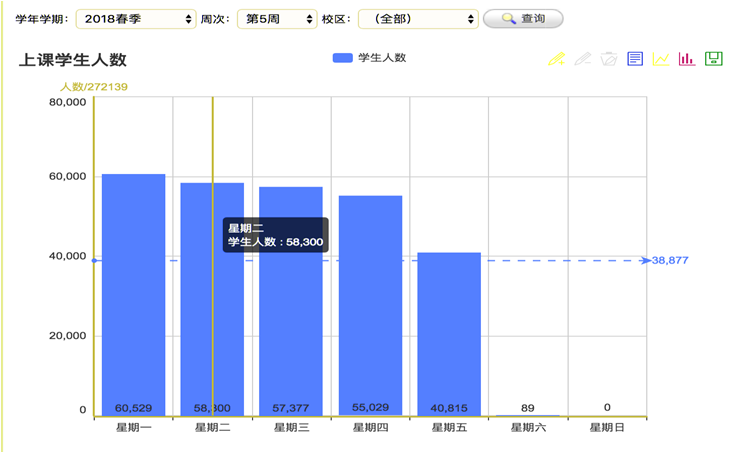 学年学期： 2018春季 周次： 第5周 校区： （全部） 查询
上课学生人数
学生人数
人数/272139
80,000
60,000
40,000
20,000
0
星期二
学生人数 : 58,300
38,877
60,529 58,300 57,377 55,029 40,815 89 0
星期一 星期二 星期三 星期四 星期五 星期六 星期日